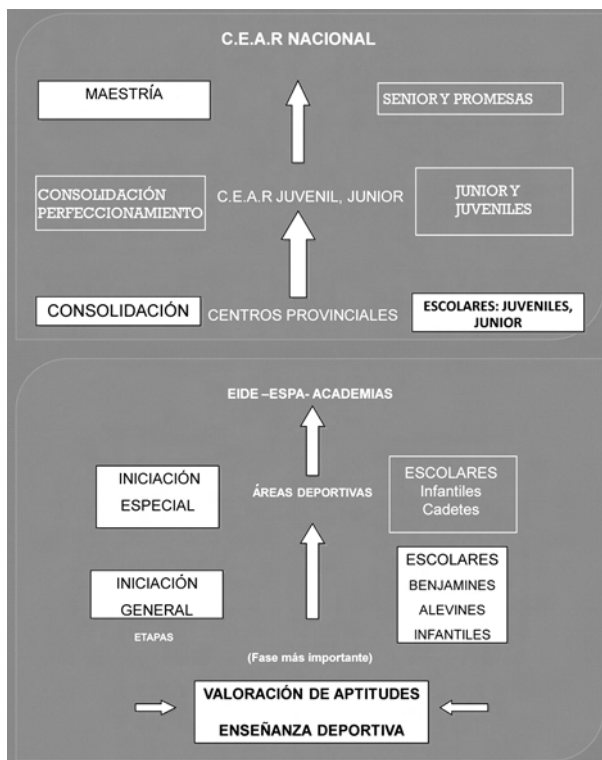 C.E.A.R NACIONAL
MAESTRÍA
SENIOR Y PROMESAS
CONSOLIDACIÓN
PERFECCIONAMIENTO
C.E.A.R JUVENIL, JUNIOR
JUNIOR Y
JUVENILES
CONSOLIDACIÓN
CENTROS PROVINCIALES
ESCOLARES: JUVENILES,
JUNIOR
EIDE –ESPA- ACADEMIAS
INICIACIÓN
ESPECIAL
ÁREAS DEPORTIVAS
ESCOLARES
Infantiles
Cadetes
INICIACIÓN
GENERAL
ETAPAS
ESCOLARES
BENJAMINES
ALEVINES
INFANTILES
(Fase más importante)
VALORACIÓN DE APTITUDES
ENSEÑANZA DEPORTIVA